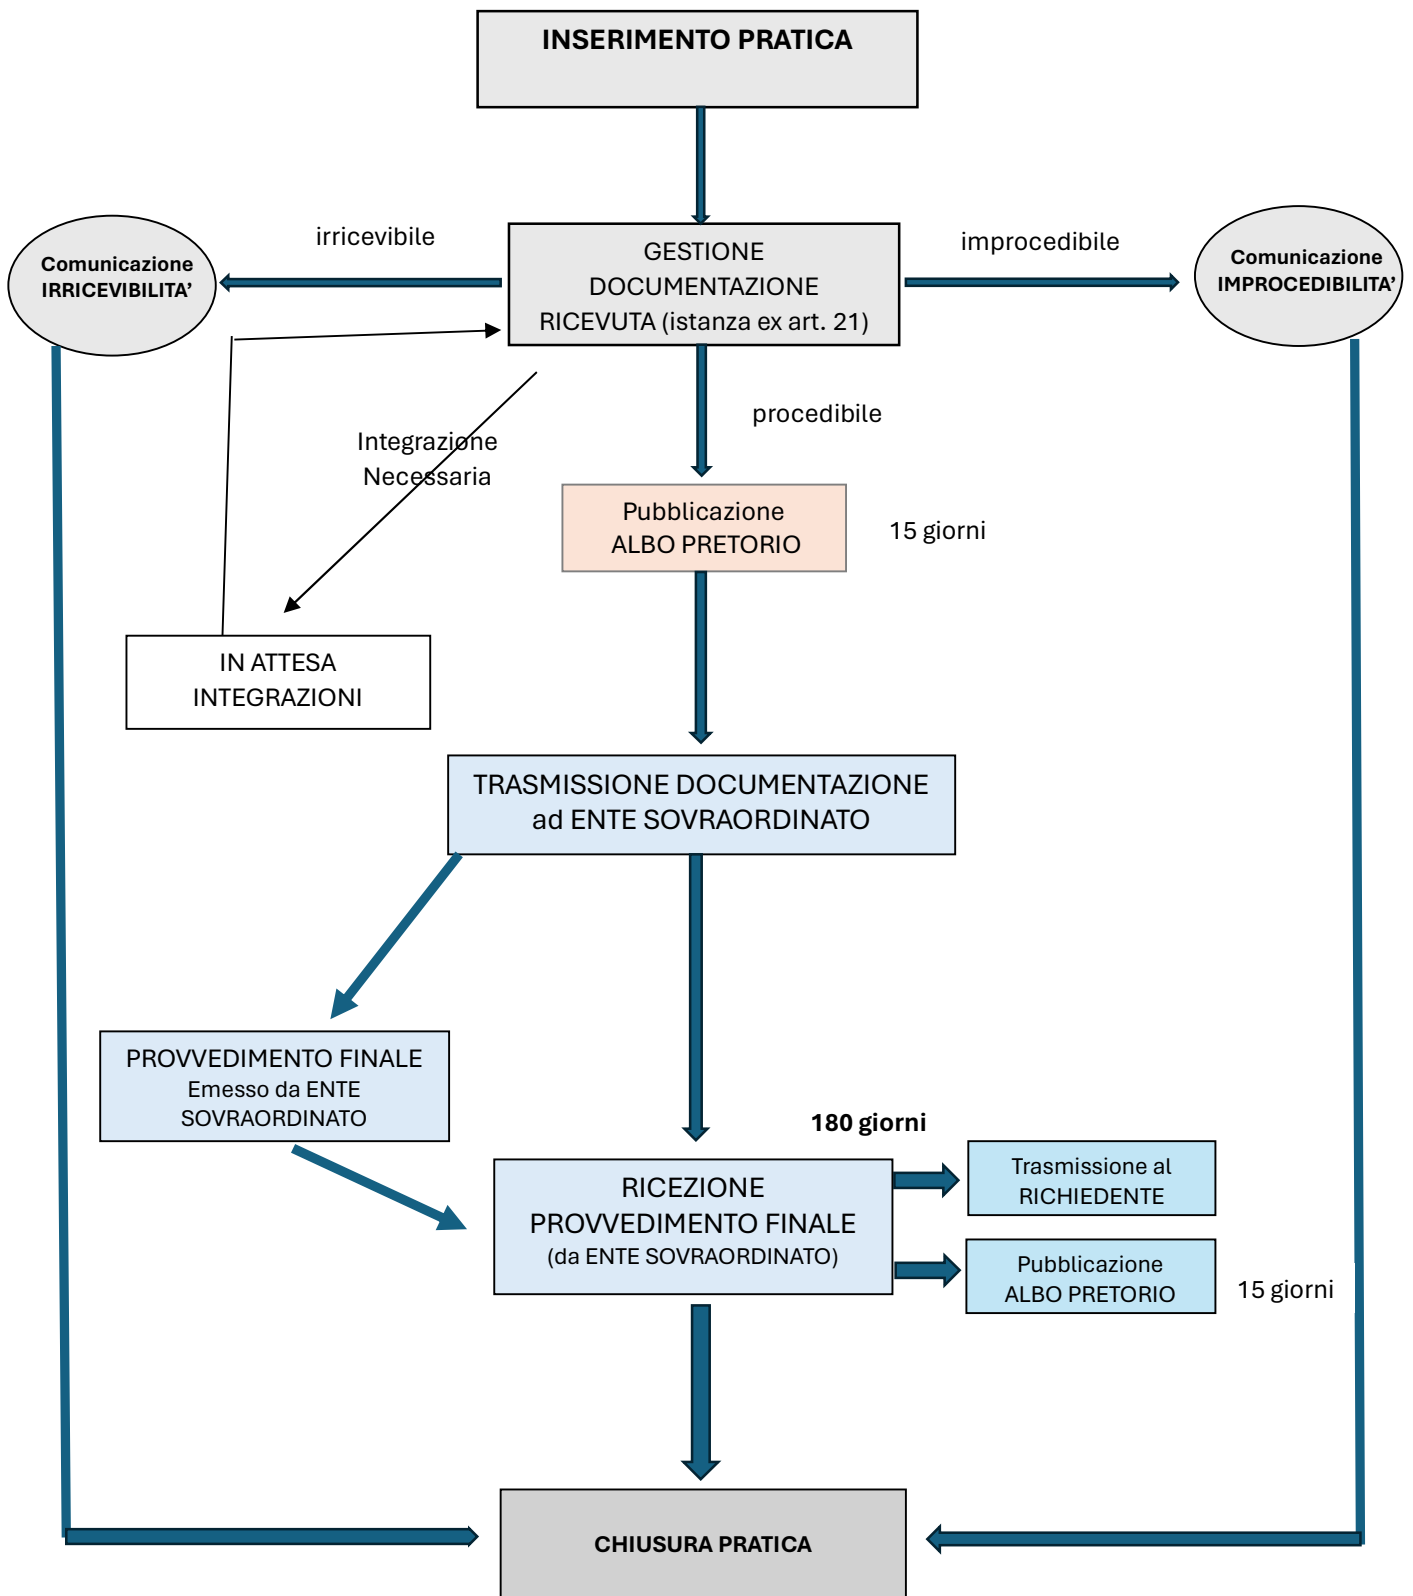 INSERIMENTO PRATICA
irricevibile
improcedibile
Comunicazione
IRRICEVIBILITA’
GESTIONE
DOCUMENTAZIONE
RICEVUTA (istanza ex art. 21)
Comunicazione
IMPROCEDIBILITA’
procedibile
Integrazione
Necessaria
Pubblicazione
ALBO PRETORIO
15 giorni
IN ATTESA
INTEGRAZIONI
TRASMISSIONE DOCUMENTAZIONE
ad ENTE SOVRAORDINATO
PROVVEDIMENTO FINALE
Emesso da ENTE
SOVRAORDINATO
180 giorni
RICEZIONE
PROVVEDIMENTO FINALE
(da ENTE SOVRAORDINATO)
Trasmissione al
RICHIEDENTE
Pubblicazione
ALBO PRETORIO
15 giorni
CHIUSURA PRATICA